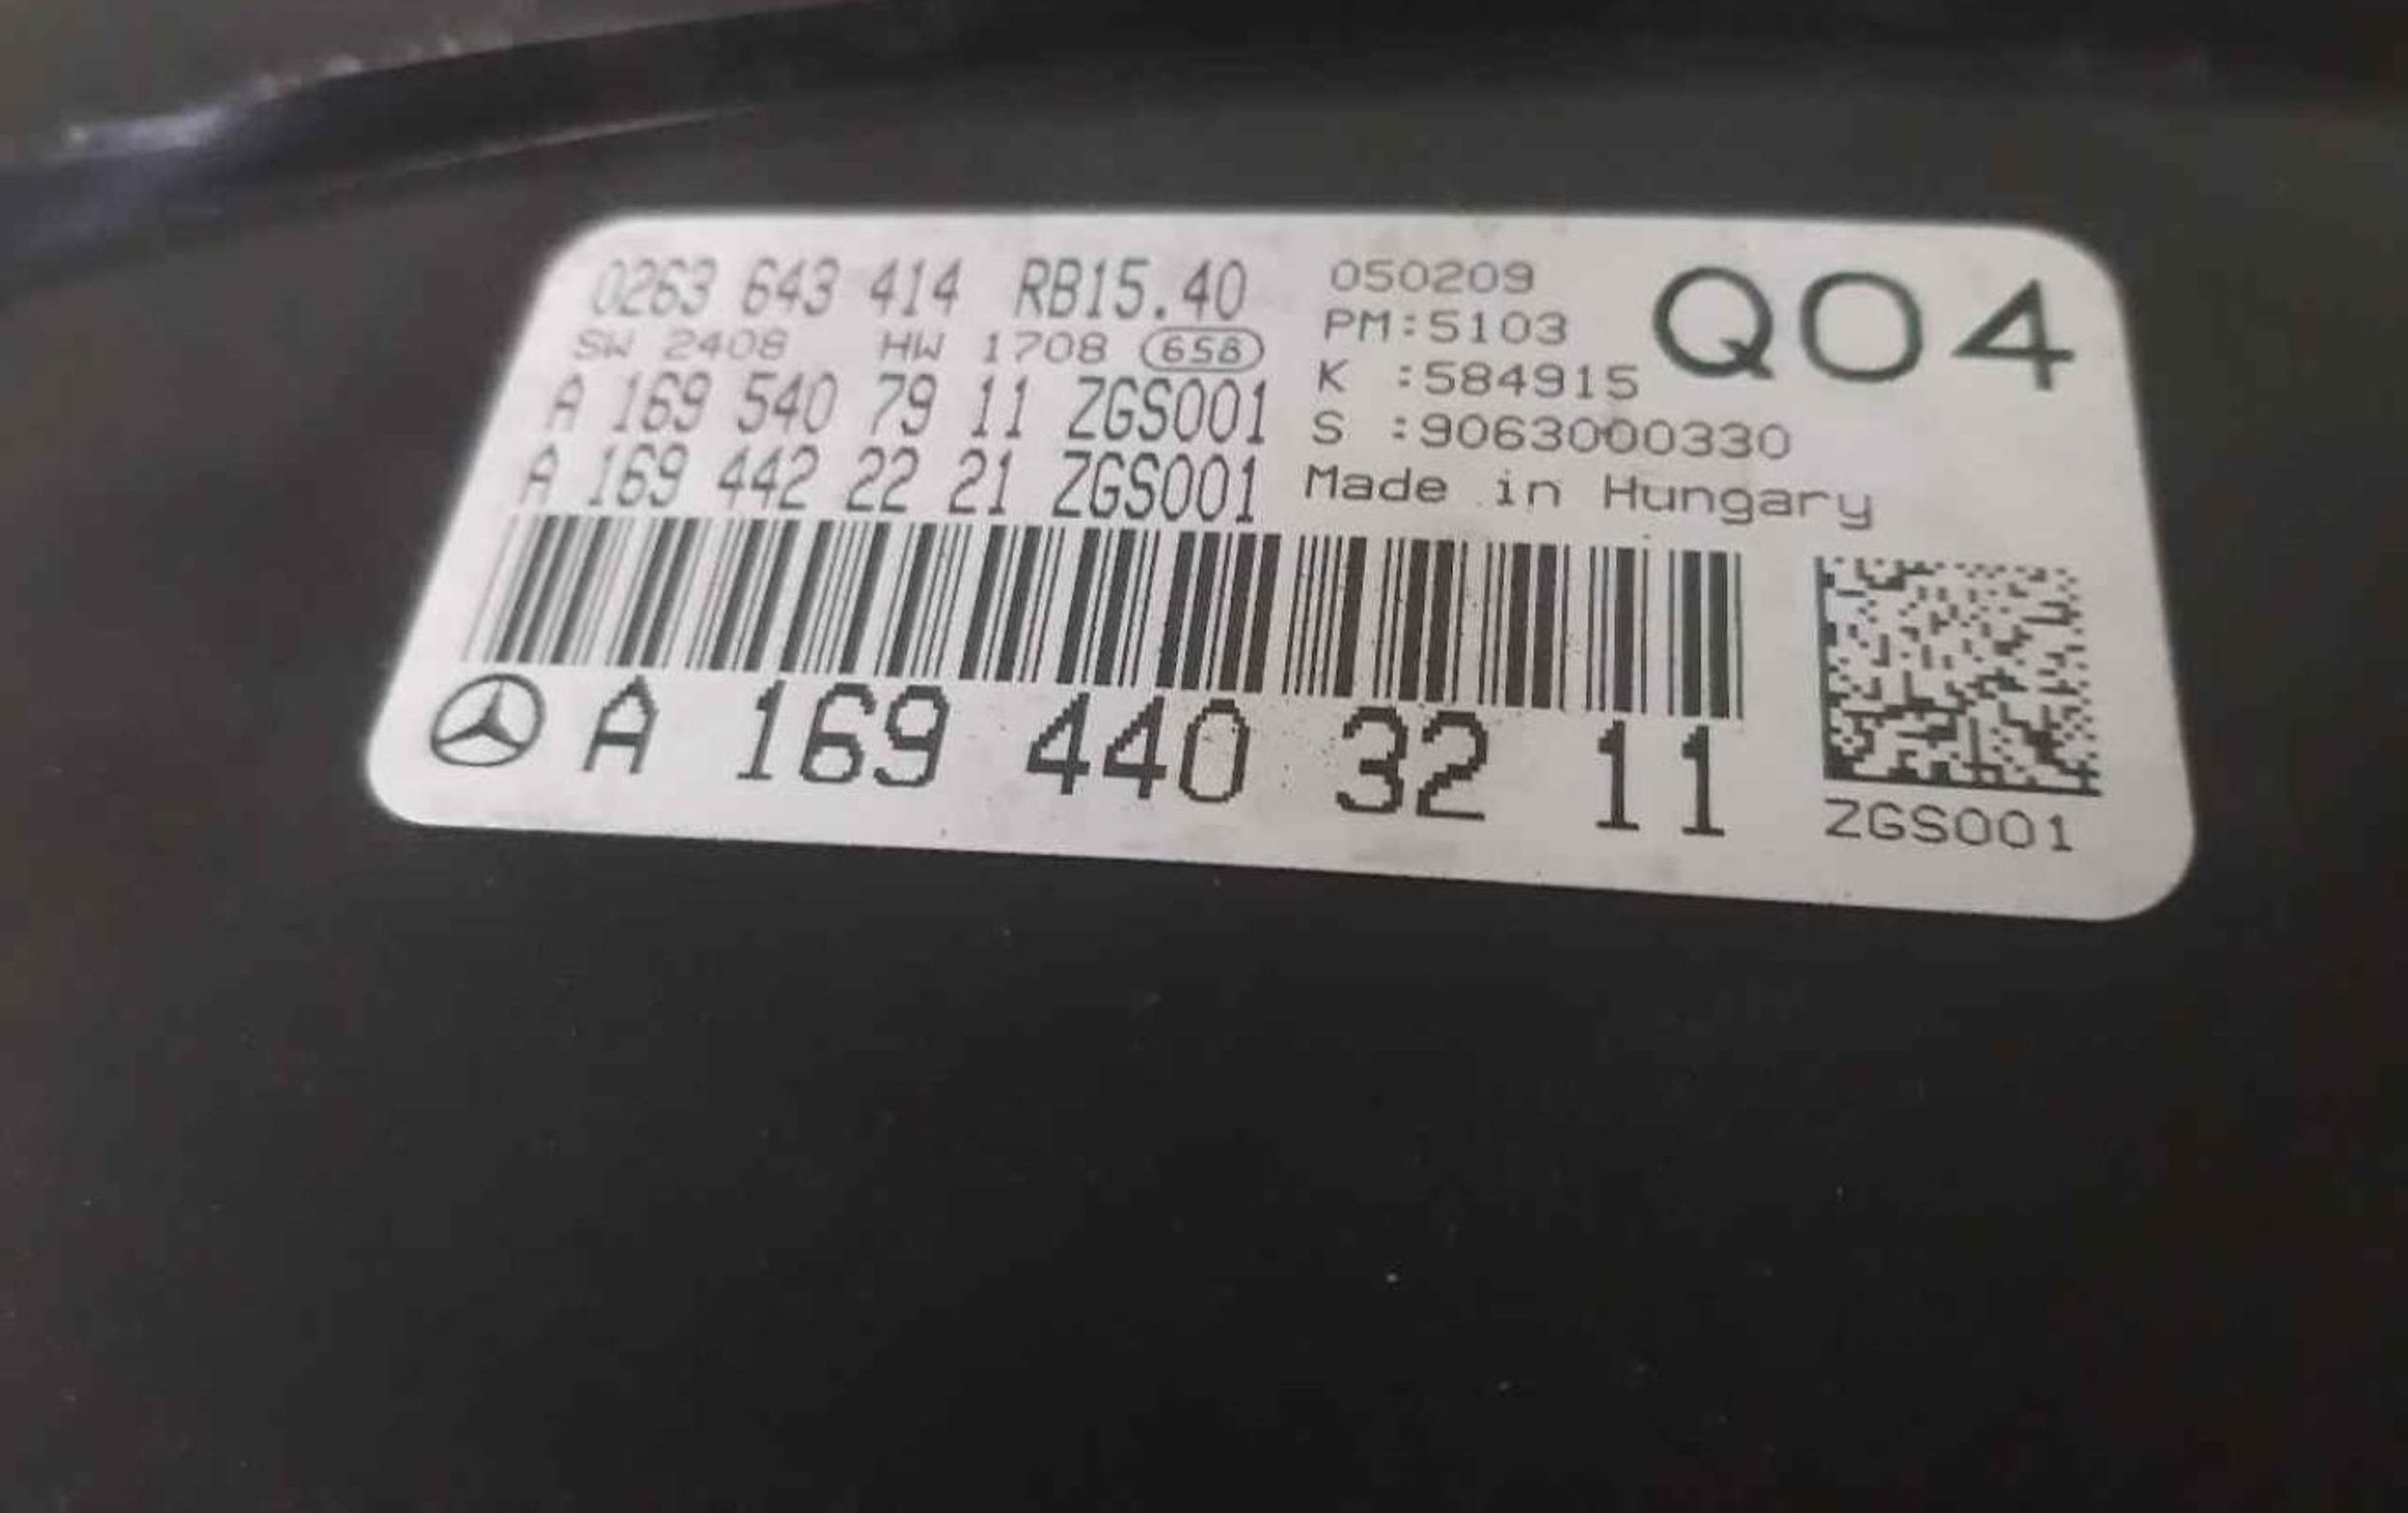 0263 643 414 RB15.40
SW 2408 HW 1708 658
A 169 540 79 11 ZGS001
A 169 442 22 21 ZGS001
050209
PM:5103
K :584915
S :9063000330
Made in Hungary
Q04
A 169 440 32 11
ZGS001